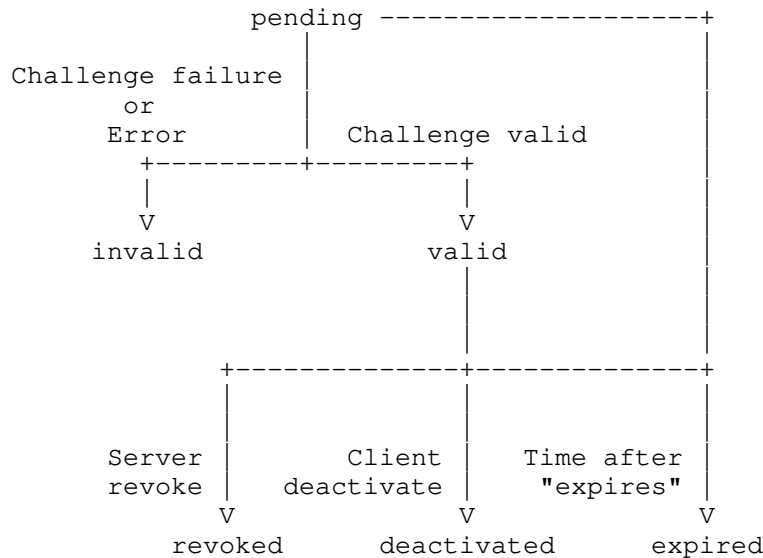 pending --------------------+
|                         |
Challenge failure |                         |
or           |                         |
Error         |  Challenge valid        |
+---------+---------+               |
|                   |               |
V                   V               |
invalid              valid             |
|               |
|               |
|               |
+--------------+---------------+
|              |               |
|              |               |
Server |       Client |    Time after |
revoke |   deactivate |     "expires" |
V              V               V
revoked      deactivated      expired